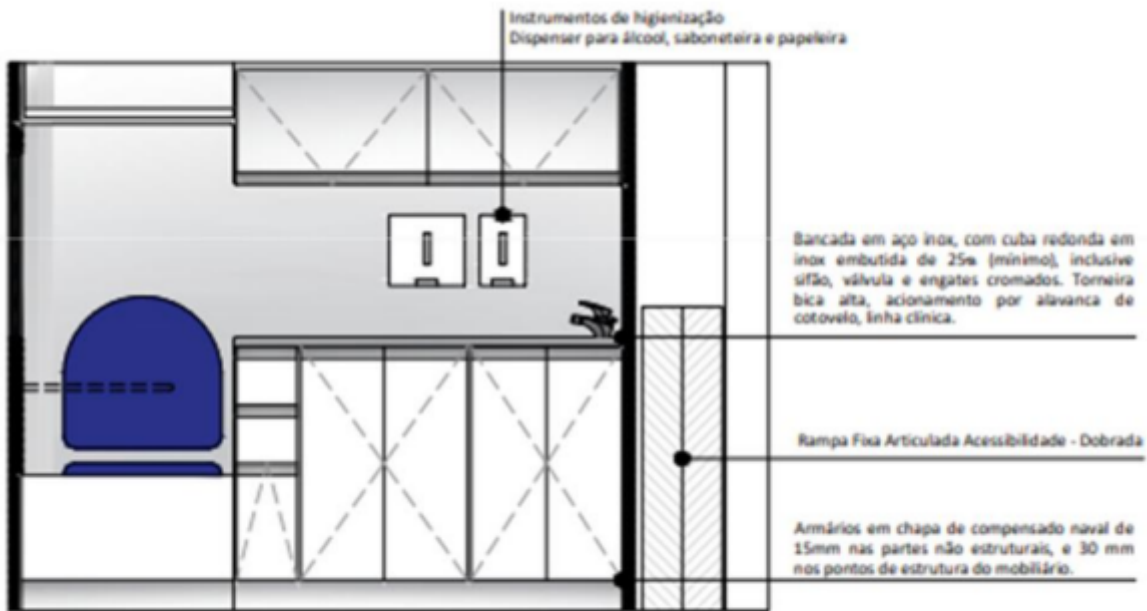 Instrumentos de higienização
Dispenser para álcool, saboneteira e papeleira
Bancada em aço inox, com cuba redonda em
inox embutida de 25ᵐ (mínimo), inclusive
sifão, válvula e engates cromados. Torneira
bica alta, acionamento por alavanca de
cotovelo, linha clínica.
Rampa Fixa Articulada Acessibilidade - Dobrada
Armários em chapa de compensado naval de
15mm nas partes não estruturais, e 30 mm
nos pontos de estrutura do mobiliário.